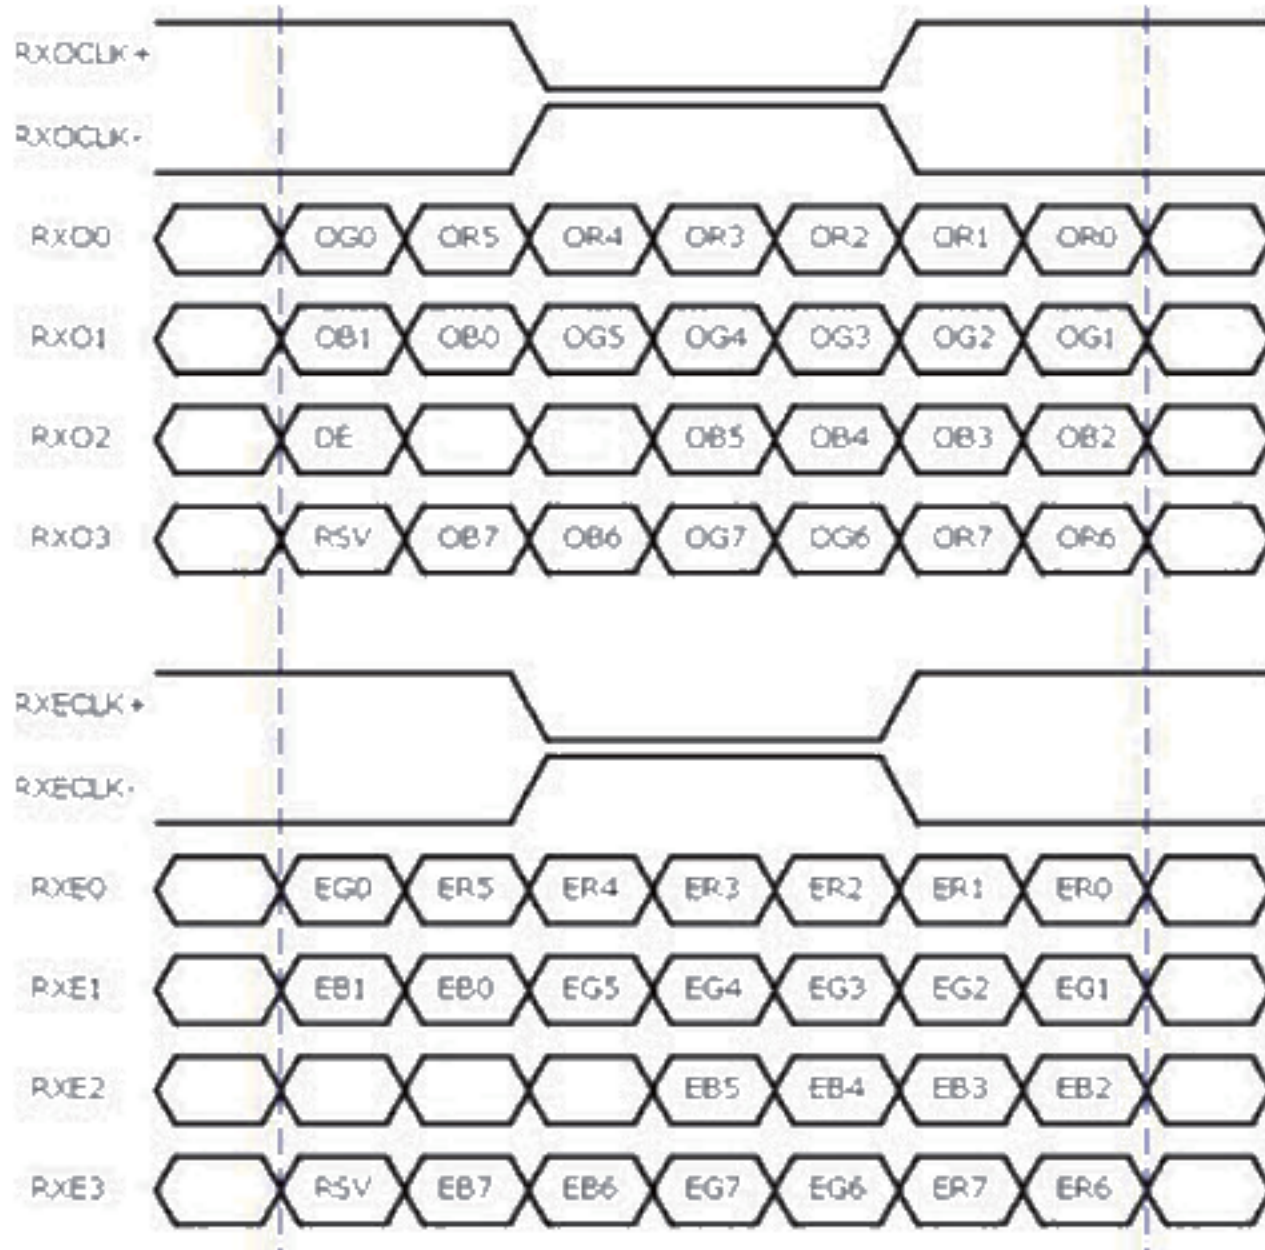 RXOCLK+
RXOCLK-
RXO0 OG0 OR5 OR4 OR3 OR2 OR1 OR0
RXO1 OB1 OB0 OG5 OG4 OG3 OG2 OG1
RXO2 DE OB5 OB4 OB3 OB2
RXO3 RSV OB7 OB6 OG7 OG6 OR7 OR6
RXECLK+
RXECLK-
RXE0 EG0 ER5 ER4 ER3 ER2 ER1 ER0
RXE1 EB1 EB0 EG5 EG4 EG3 EG2 EG1
RXE2 EB5 EB4 EB3 EB2
RXE3 RSV EB7 EB6 EG7 EG6 ER7 ER6